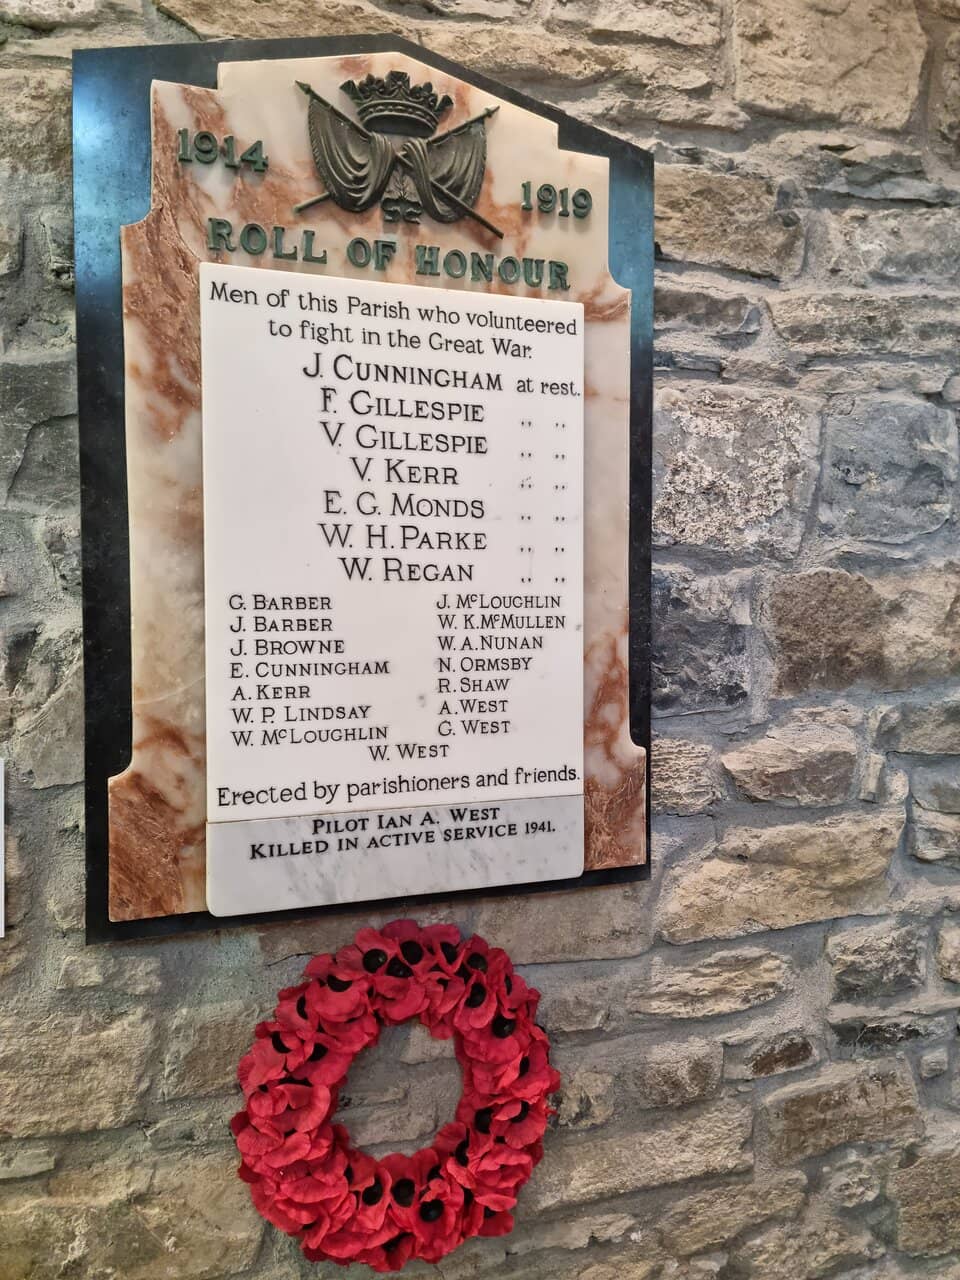 1914
1919
ROLL OF HONOUR
Men of this Parish who volunteered
to fight in the Great War.
J. CUNNINGHAM at rest.
F. GILLESPIE ,, ,,
V. GILLESPIE ,, ,,
V. KERR ,, ,,
E. G. MONDS ,, ,,
W. H. PARKE ,, ,,
W. REGAN ,, ,,
G. BARBER
J. BARBER
J. BROWNE
E. CUNNINGHAM
A. KERR
W. P. LINDSAY
W. McLOUGHLIN
J. McLOUGHLIN
W. K. McMULLEN
W. A. NUNAN
N. ORMSBY
R. SHAW
A. WEST
G. WEST
W. WEST
Erected by parishioners and friends.
PILOT IAN A. WEST
KILLED IN ACTIVE SERVICE 1941.